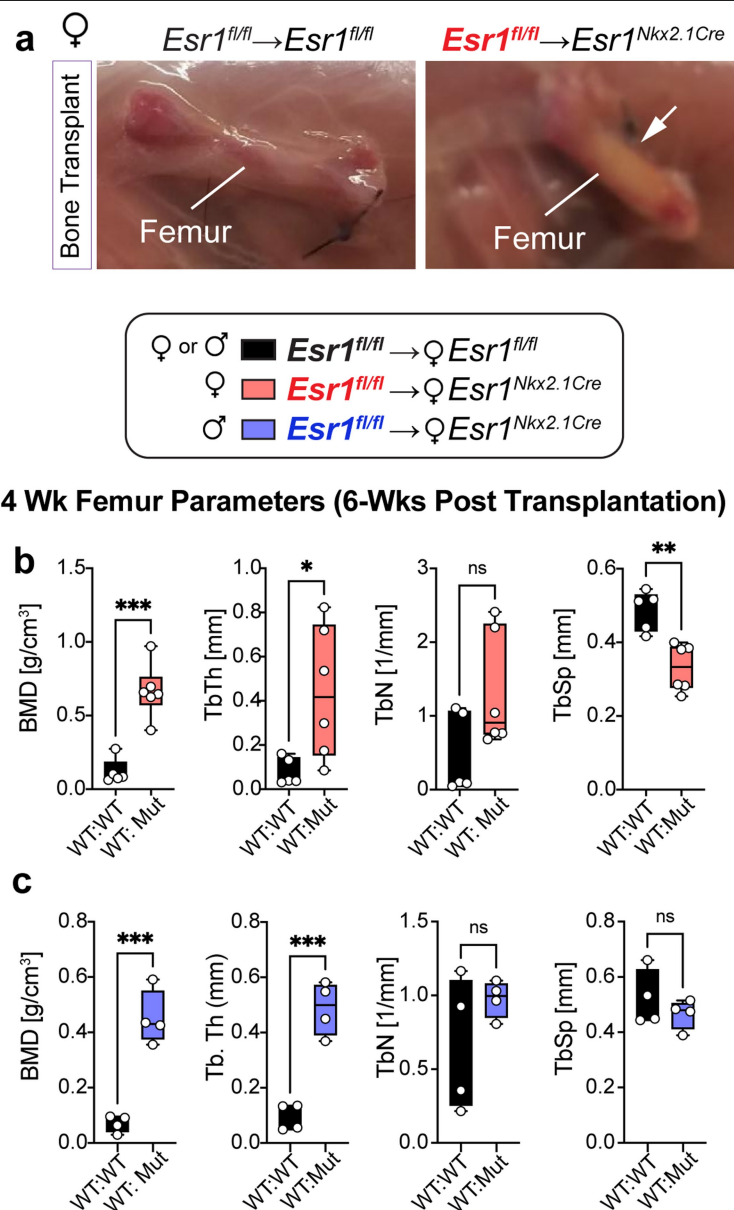 a ♀ Esr1fl/fl→Esr1fl/fl Esr1fl/fl→Esr1Nkx2.1Cre
Bone Transplant
Femur
Femur
♀ or ♂ Esr1fl/fl→♀Esr1fl/fl
♀ Esr1fl/fl→♀Esr1Nkx2.1Cre
♂ Esr1fl/fl→♀Esr1Nkx2.1Cre
4 Wk Femur Parameters (6-Wks Post Transplantation)
b
BMD [g/cm3]
1.5
1.0
0.5
0.0
***
WT:WT
WT: Mut
TbTh [mm]
1.0
0.8
0.6
0.4
0.2
0.0
*
WT:WT
WT:Mut
TbN [1/mm]
3
2
1
0
ns
WT:WT
WT: Mut
TbSp [mm]
0.6
0.4
0.2
0.0
**
WT:WT
WT:Mut
c
BMD [g/cm3]
0.8
0.6
0.4
0.2
0.0
***
WT:WT
WT: Mut
Tb. Th (mm)
0.8
0.6
0.4
0.2
0.0
***
WT:WT
WT:Mut
TbN [1/mm]
1.5
1.0
0.5
0.0
ns
WT:WT
WT: Mut
TbSp [mm]
0.8
0.6
0.4
0.2
0.0
ns
WT:WT
WT: Mut